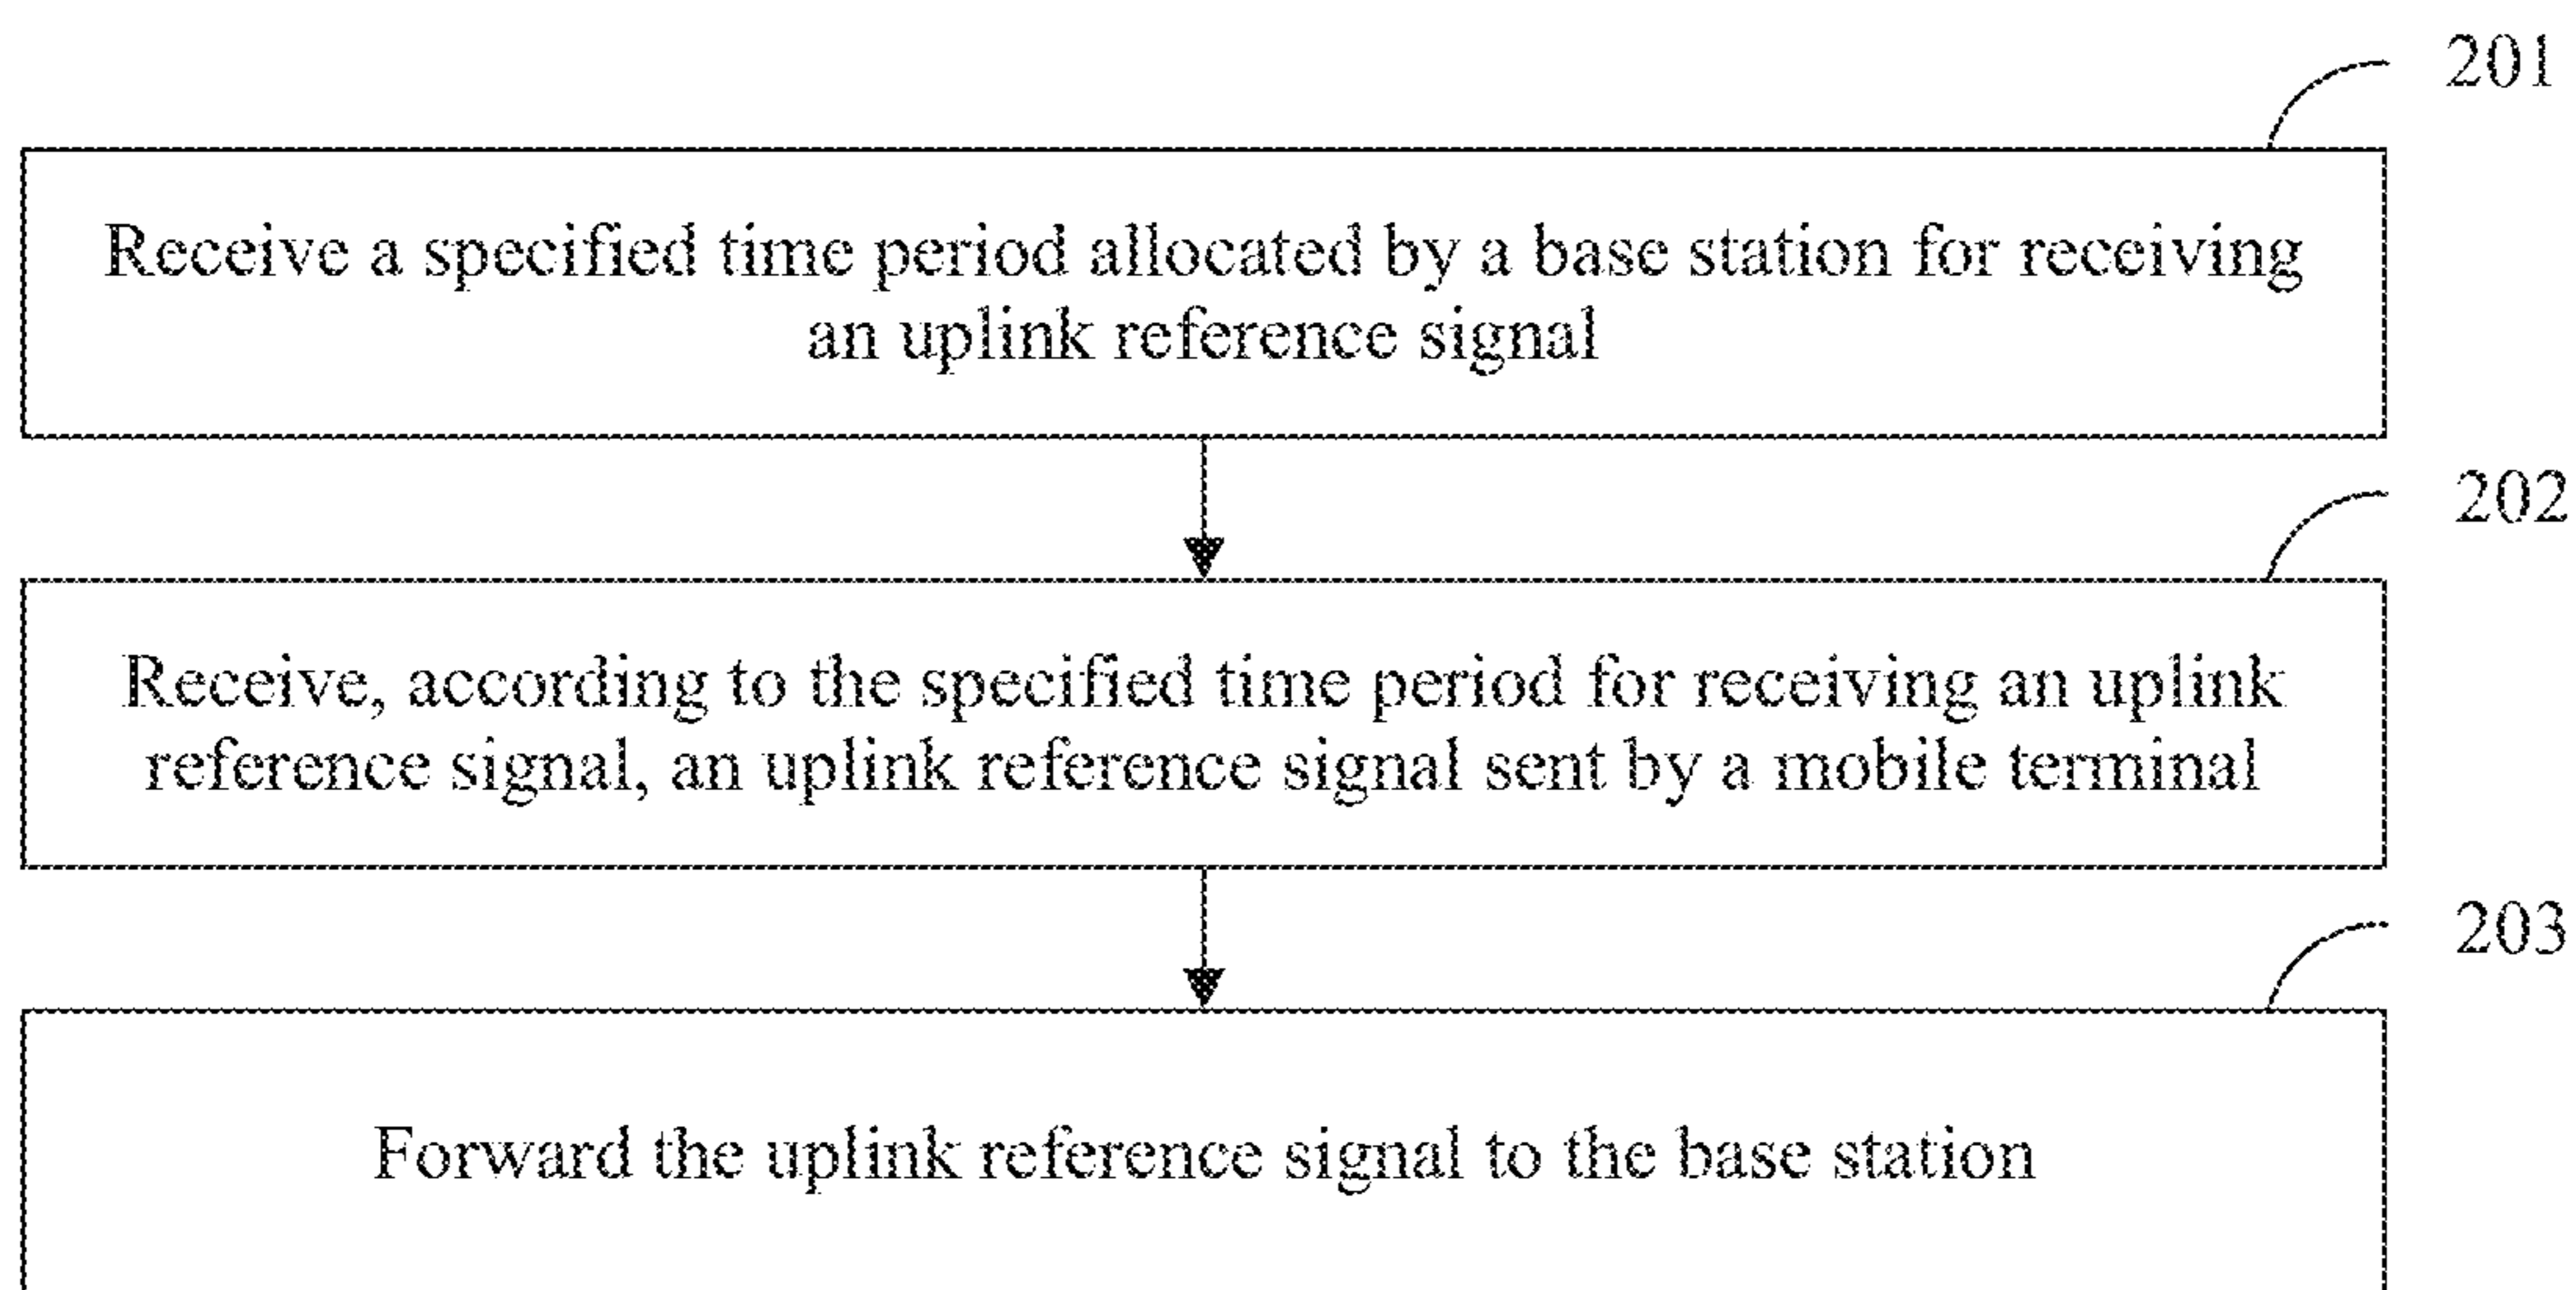 201
Receive a specified time period allocated by a base station for receiving
an uplink reference signal
202
Receive, according to the specified time period for receiving an uplink
reference signal, an uplink reference signal sent by a mobile terminal
203
Forward the uplink reference signal to the base station